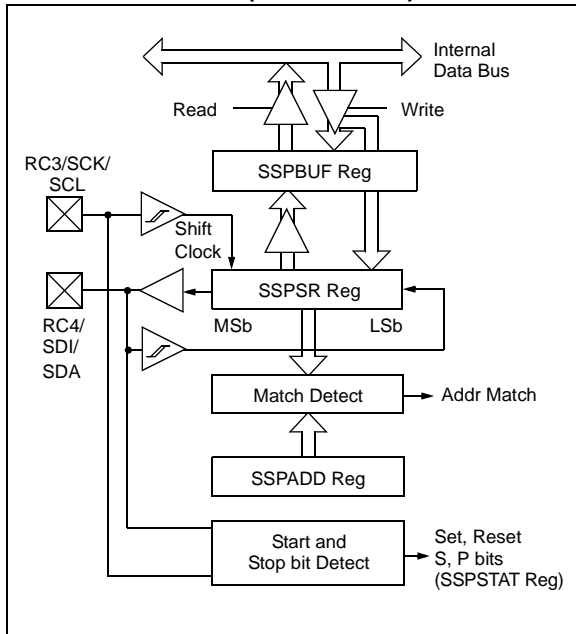 Internal
Data Bus
Read
Write
SSPBUF Reg
RC3/SCK/
SCL
Shift
Clock
SSPSR Reg
MSb
LSb
RC4/
SDI/
SDA
Match Detect
Addr Match
SSPADD Reg
Start and
Stop bit Detect
Set, Reset
S, P bits
(SSPSTAT Reg)